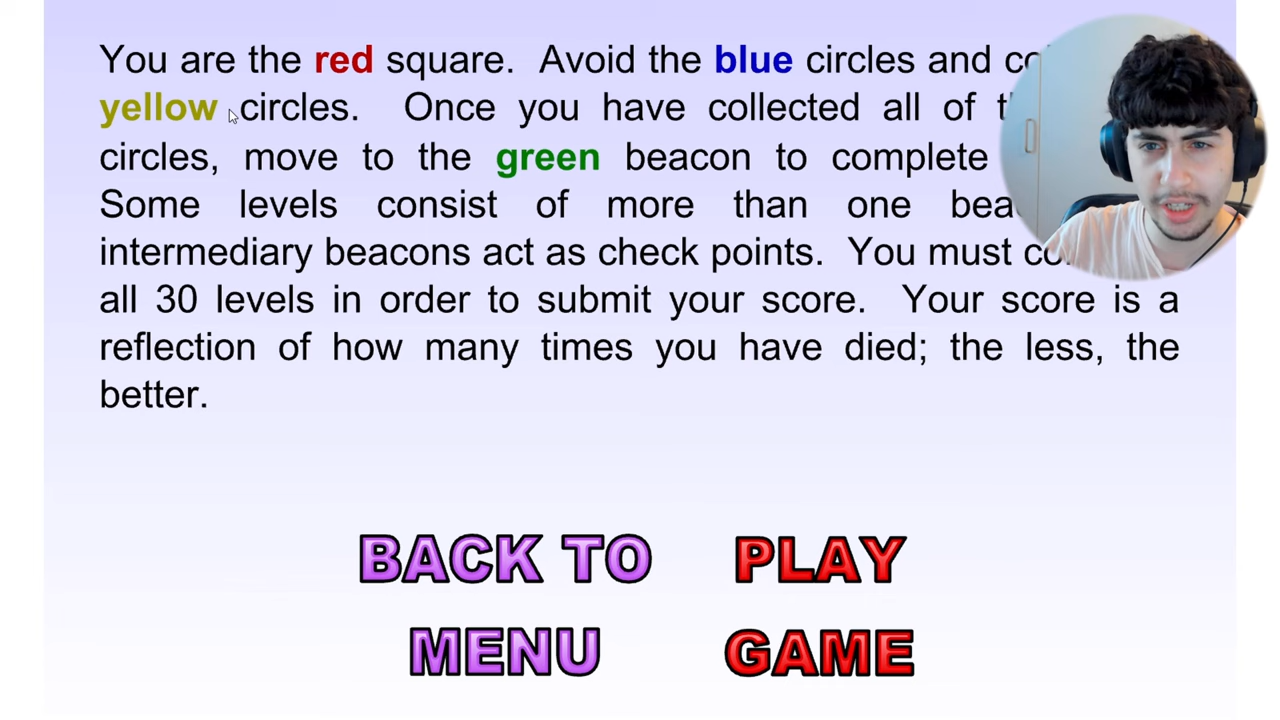 You are the red square. Avoid the blue circles and
yellow circles. Once you have collected all of
circles, move to the green beacon to complete
Some levels consist of more than one
intermediary beacons act as check points. You must
all 30 levels in order to submit your score. Your score is a
reflection of how many times you have died; the less, the
better.
BACK TO
MENU
PLAY
GAME